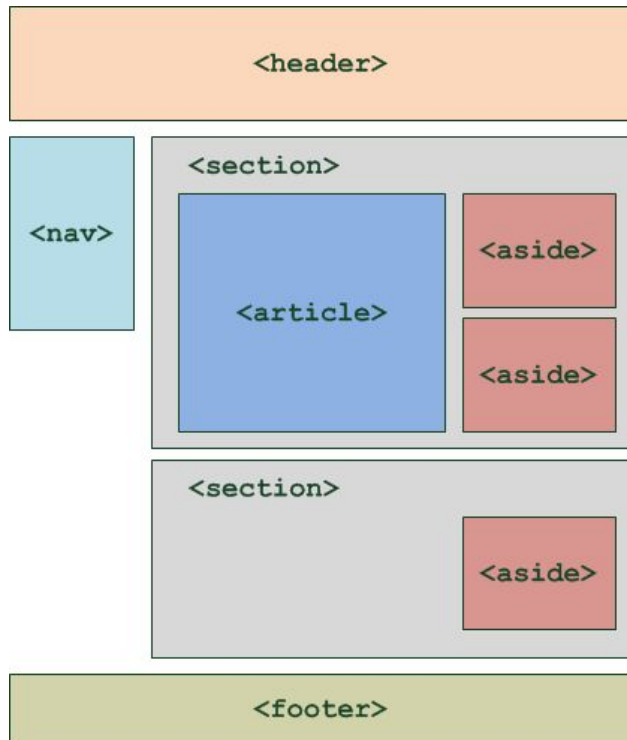 <header>
<nav>
<section>
<article>
<aside>
<aside>
<section>
<aside>
<footer>